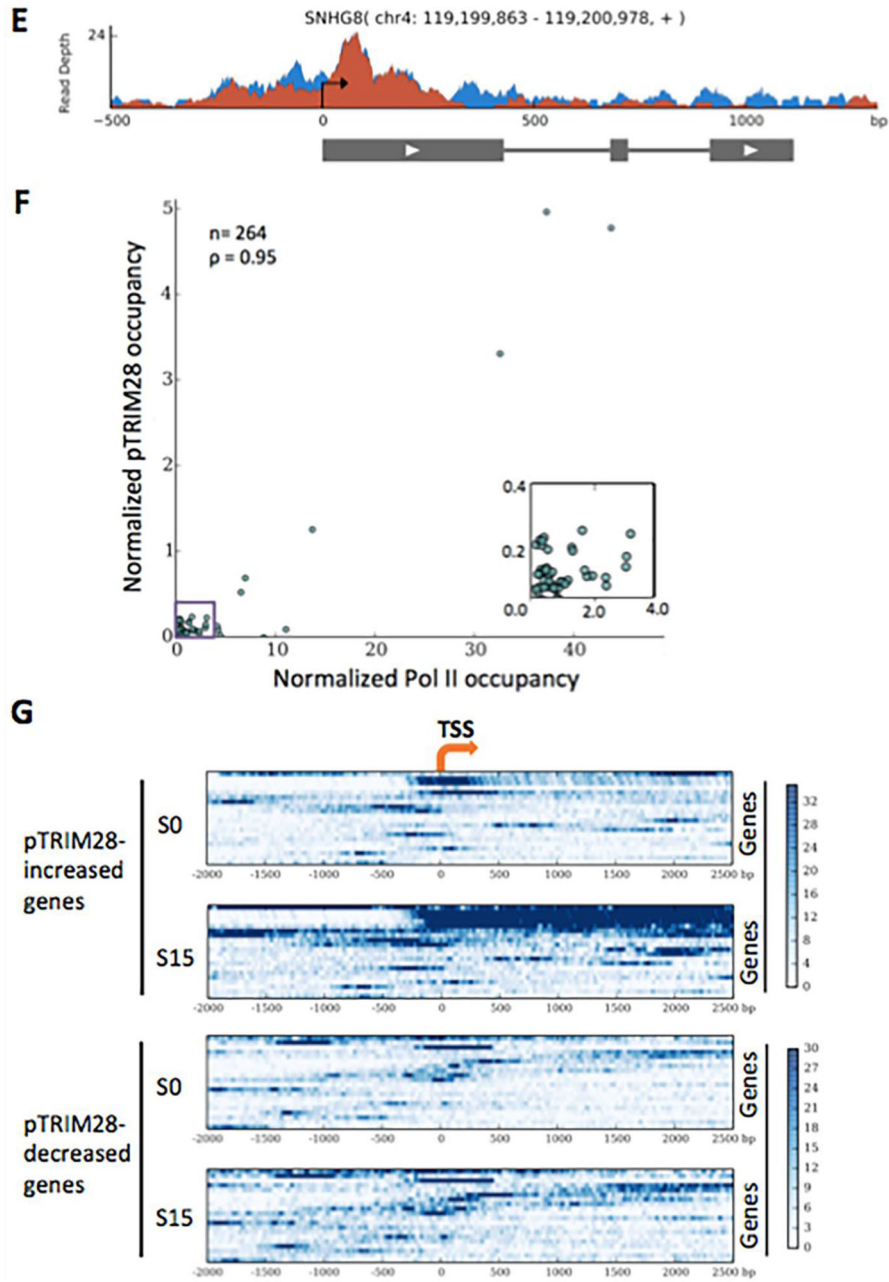 E
SNHG8( chr4: 119,199,863 - 119,200,978, + )
24
Read Depth
−500 0 500 1000 bp
F
n= 264
ρ = 0.95
Normalized pTRIM28 occupancy
5
4
3
2
1
0
0.4
0.2
0.0 2.0 4.0
0 10 20 30 40
Normalized Pol II occupancy
G
TSS
pTRIM28-
increased
genes
S0
Genes
-2000 -1500 -1000 -500 0 500 1000 1500 2000 2500 bp
S15
Genes
-2000 -1500 -1000 -500 0 500 1000 1500 2000 2500 bp
32
28
24
20
16
12
8
4
0
pTRIM28-
decreased
genes
S0
Genes
-2000 -1500 -1000 -500 0 500 1000 1500 2000 2500 bp
S15
Genes
-2000 -1500 -1000 -500 0 500 1000 1500 2000 2500 bp
30
27
24
21
18
15
12
9
6
3
0